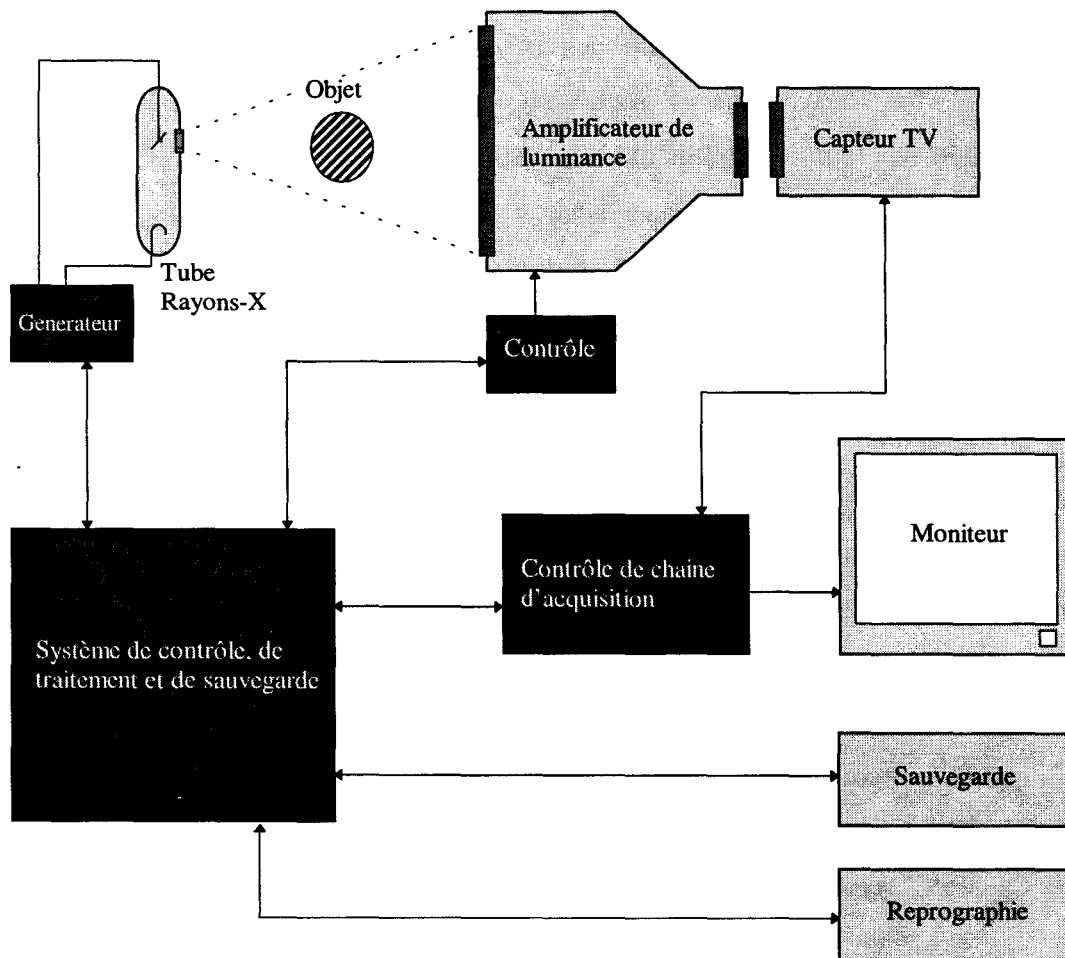 Objet
Amplificateur de
luminance
Capteur TV
Tube
Rayons-X
Générateur
Contrôle
Moniteur
Contrôle de chaine
d'acquisition
Système de contrôle, de
traitement et de sauvegarde
Sauvegarde
Reprographie